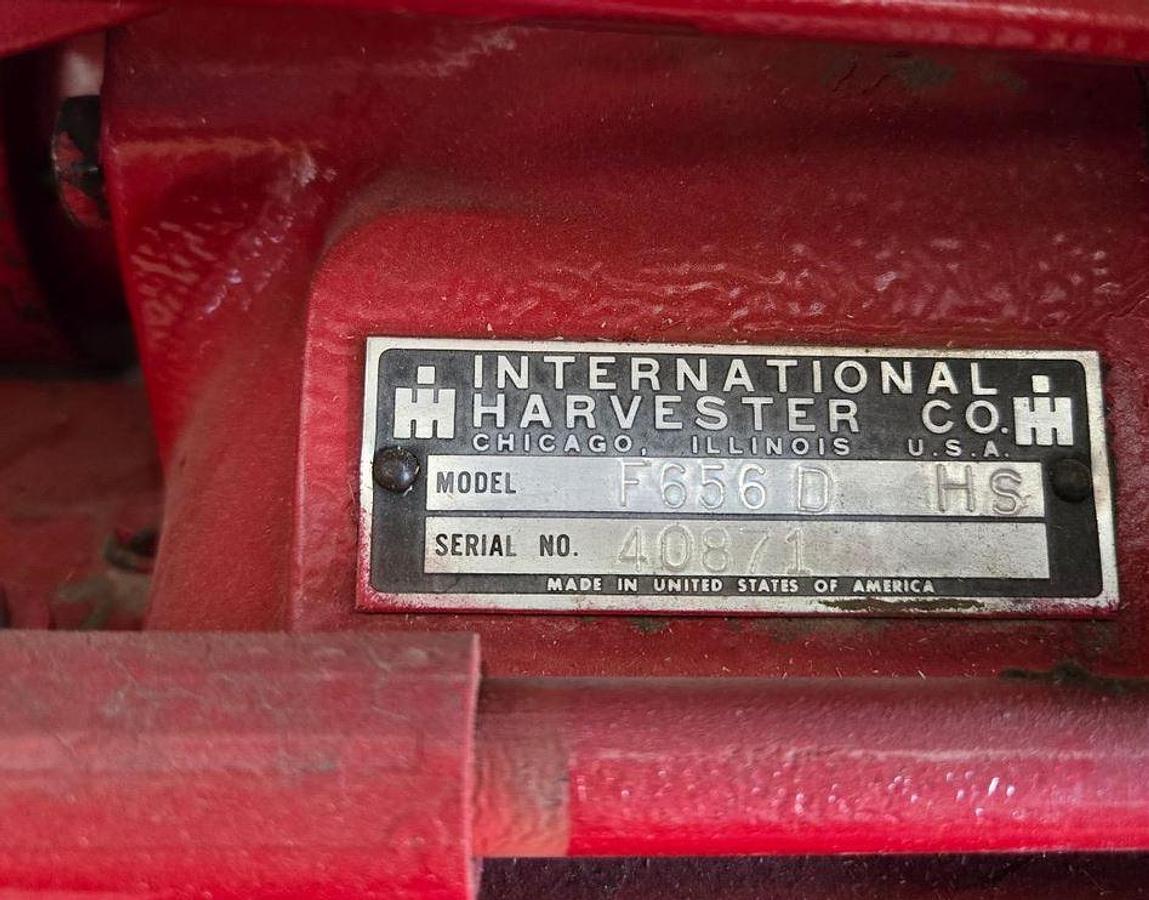 INTERNATIONAL
HARVESTER CO.
CHICAGO, ILLINOIS U.S.A.
MODEL F656 D HS
SERIAL NO. 40871
MADE IN UNITED STATES OF AMERICA